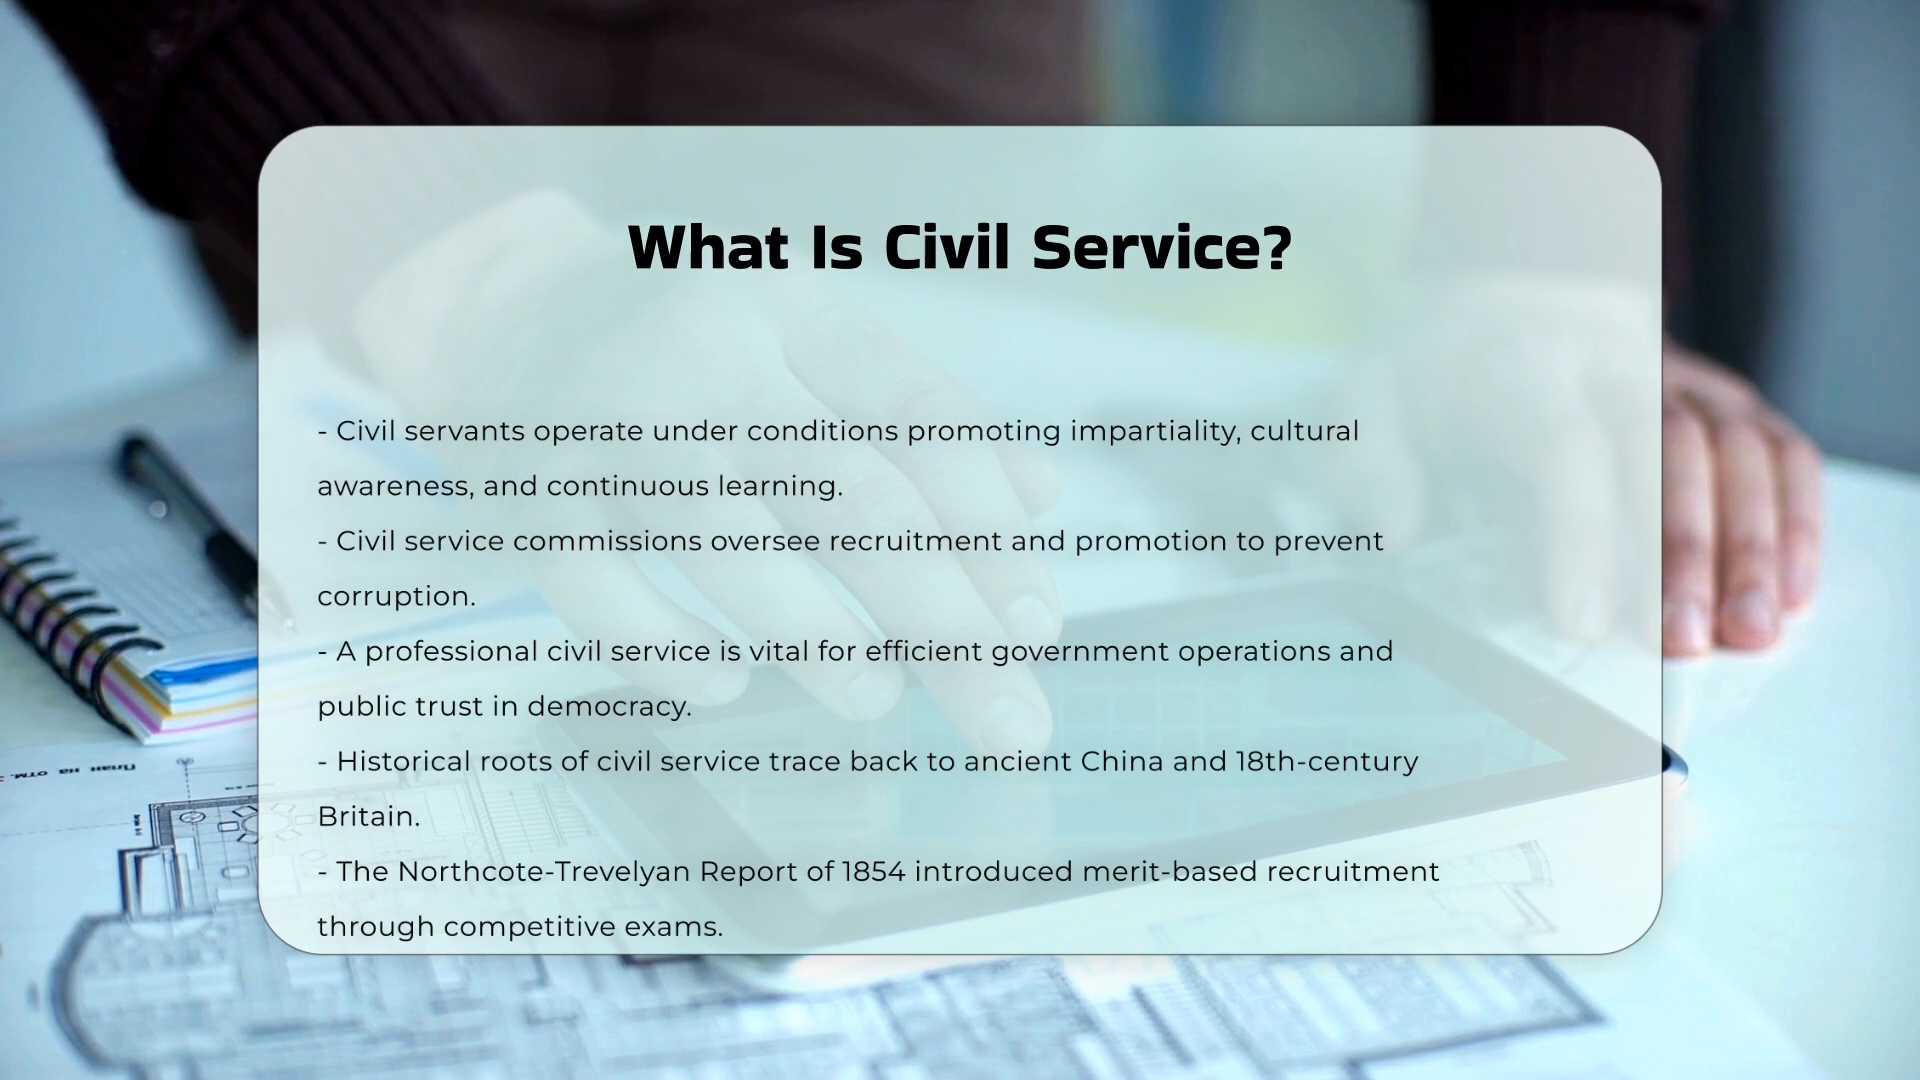 What Is Civil Service?
- Civil servants operate under conditions promoting impartiality, cultural
awareness, and continuous learning.
- Civil service commissions oversee recruitment and promotion to prevent
corruption.
- A professional civil service is vital for efficient government operations and
public trust in democracy.
- Historical roots of civil service trace back to ancient China and 18th-century
Britain.
- The Northcote-Trevelyan Report of 1854 introduced merit-based recruitment
through competitive exams.
План на отм.